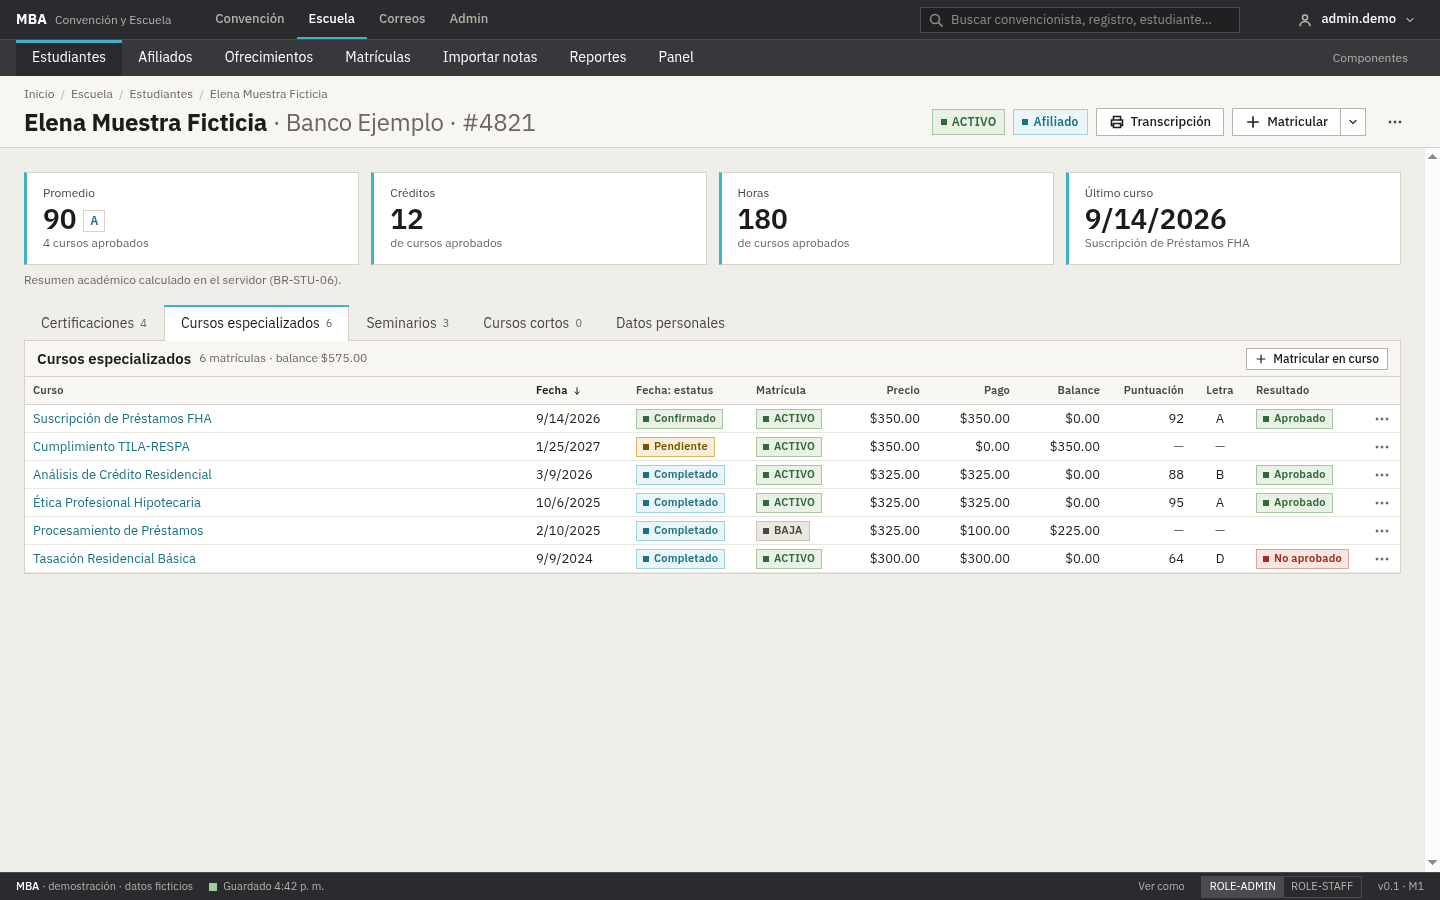 MBA Convención y Escuela Convención Escuela Correos Admin Buscar convencionista, registro, estudiante... admin.demo
Estudiantes Afiliados Ofrecimientos Matrículas Importar notas Reportes Panel Componentes
Inicio / Escuela / Estudiantes / Elena Muestra Ficticia
Elena Muestra Ficticia · Banco Ejemplo · #4821 ACTIVO Afiliado Transcripción + Matricular ···
Promedio
90 A
4 cursos aprobados
Créditos
12
de cursos aprobados
Horas
180
de cursos aprobados
Último curso
9/14/2026
Suscripción de Préstamos FHA
Resumen académico calculado en el servidor (BR-STU-06).
Certificaciones 4 Cursos especializados 6 Seminarios 3 Cursos cortos 0 Datos personales
Cursos especializados 6 matrículas · balance $575.00 + Matricular en curso
Curso Fecha ↓ Fecha: estatus Matrícula Precio Pago Balance Puntuación Letra Resultado
Suscripción de Préstamos FHA 9/14/2026 Confirmado ACTIVO $350.00 $350.00 $0.00 92 A Aprobado ···
Cumplimiento TILA-RESPA 1/25/2027 Pendiente ACTIVO $350.00 $0.00 $350.00 — — ···
Análisis de Crédito Residencial 3/9/2026 Completado ACTIVO $325.00 $325.00 $0.00 88 B Aprobado ···
Ética Profesional Hipotecaria 10/6/2025 Completado ACTIVO $325.00 $325.00 $0.00 95 A Aprobado ···
Procesamiento de Préstamos 2/10/2025 Completado BAJA $325.00 $100.00 $225.00 — — ···
Tasación Residencial Básica 9/9/2024 Completado ACTIVO $300.00 $300.00 $0.00 64 D No aprobado ···
MBA · demostración · datos ficticios Guardado 4:42 p. m. Ver como ROLE-ADMIN ROLE-STAFF v0.1 · M1